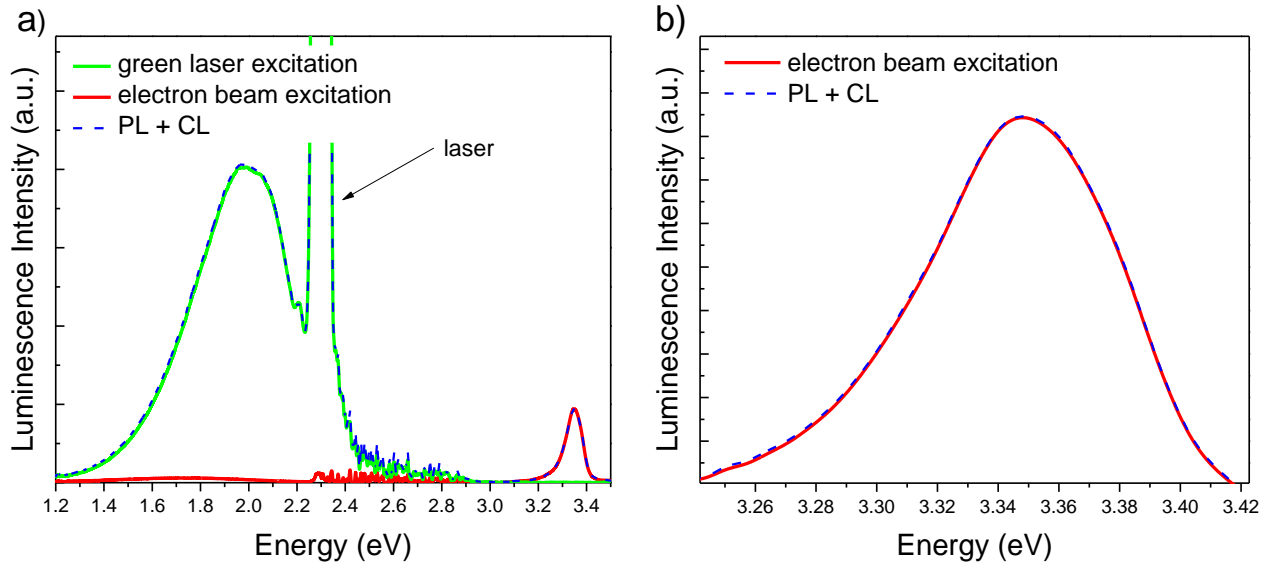 a)
Luminescence Intensity (a.u.)
green laser excitation
electron beam excitation
PL + CL
laser
1.2 1.4 1.6 1.8 2.0 2.2 2.4 2.6 2.8 3.0 3.2 3.4
Energy (eV)
b)
Luminescence Intensity (a.u.)
electron beam excitation
PL + CL
3.26 3.30 3.32 3.34 3.35 3.38 3.40 3.42
Energy (eV)